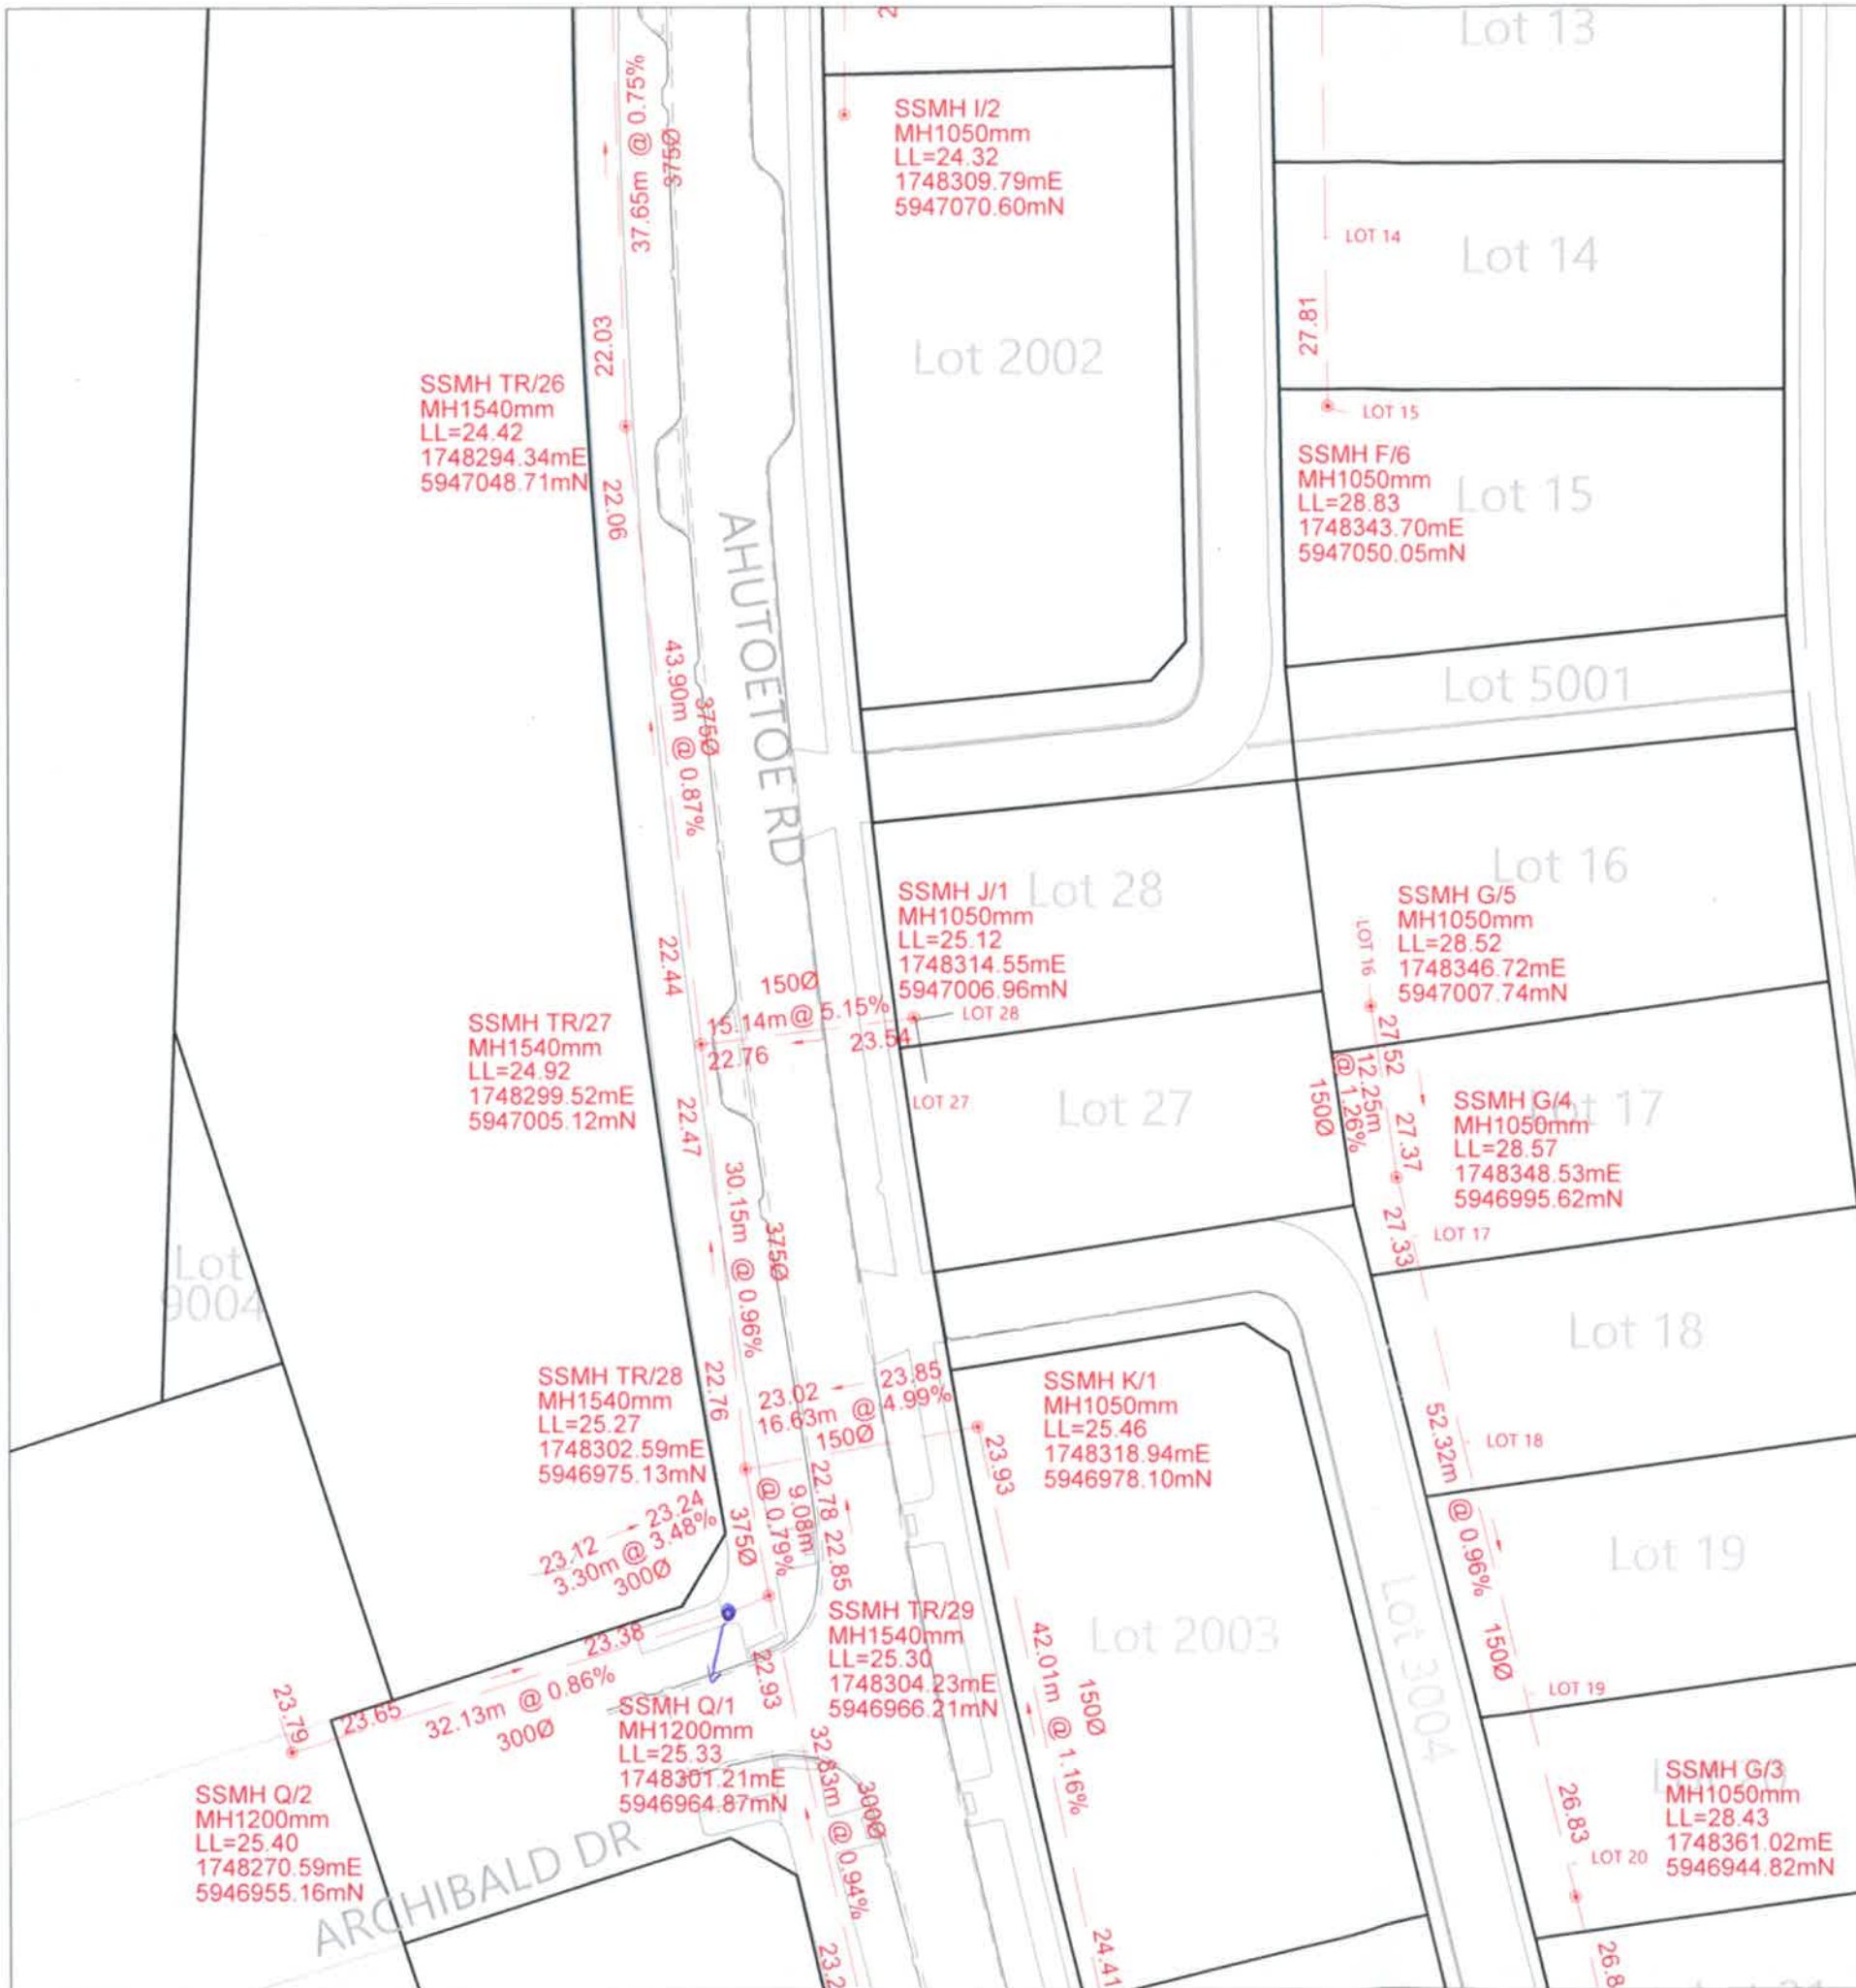 Lot 13
37.65m @ 0.75%
375Ø
SSMH I/2
MH1050mm
LL=24.32
1748309.79mE
5947070.60mN
LOT 14
Lot 14
27.81
22.03
Lot 2002
SSMH TR/26
MH1540mm
LL=24.42
1748294.34mE
5947048.71mN
LOT 15
SSMH F/6
MH1050mm
LL=28.83
1748343.70mE
5947050.05mN
Lot 15
22.06
AHUTOETOE RD
43.90m @ 0.87%
375Ø
Lot 5001
Lot 28
Lot 16
SSMH J/1
MH1050mm
LL=25.12
1748314.55mE
5947006.96mN
SSMH G/5
MH1050mm
LL=28.52
1748346.72mE
5947007.74mN
LOT 16
22.44
150Ø
15.14m @ 5.15%
LOT 28
22.76
23.54
SSMH TR/27
MH1540mm
LL=24.92
1748299.52mE
5947005.12mN
27.52
12.25m
@ 1.26%
150Ø
27.37
LOT 27
Lot 27
Lot 17
SSMH G/4
MH1050mm
LL=28.57
1748348.53mE
5946995.62mN
22.47
27.33
LOT 17
30.15m @ 0.96%
375Ø
Lot
9004
Lot 18
SSMH TR/28
MH1540mm
LL=25.27
1748302.59mE
5946975.13mN
22.76
23.02
23.85
16.63m @ 4.99%
150Ø
SSMH K/1
MH1050mm
LL=25.46
1748318.94mE
5946978.10mN
23.93
LOT 18
52.32m @ 0.96% 150Ø
23.12 23.24
3.30m @ 3.48%
300Ø
375Ø
9.08m
@ 0.79%
22.78 22.85
Lot 19
SSMH TR/29
MH1540mm
LL=25.30
1748304.23mE
5946966.21mN
Lot 2003
Lot 3004
23.38
22.93
42.01m @ 1.16%
150Ø
LOT 19
23.79
23.65
32.13m @ 0.86%
300Ø
SSMH Q/1
MH1200mm
LL=25.33
1748301.21mE
5946964.87mN
32.83m @ 0.94%
300Ø
SSMH Q/2
MH1200mm
LL=25.40
1748270.59mE
5946955.16mN
ARCHIBALD DR
26.83
LOT 20
SSMH G/3
MH1050mm
LL=28.43
1748361.02mE
5946944.82mN
24.41